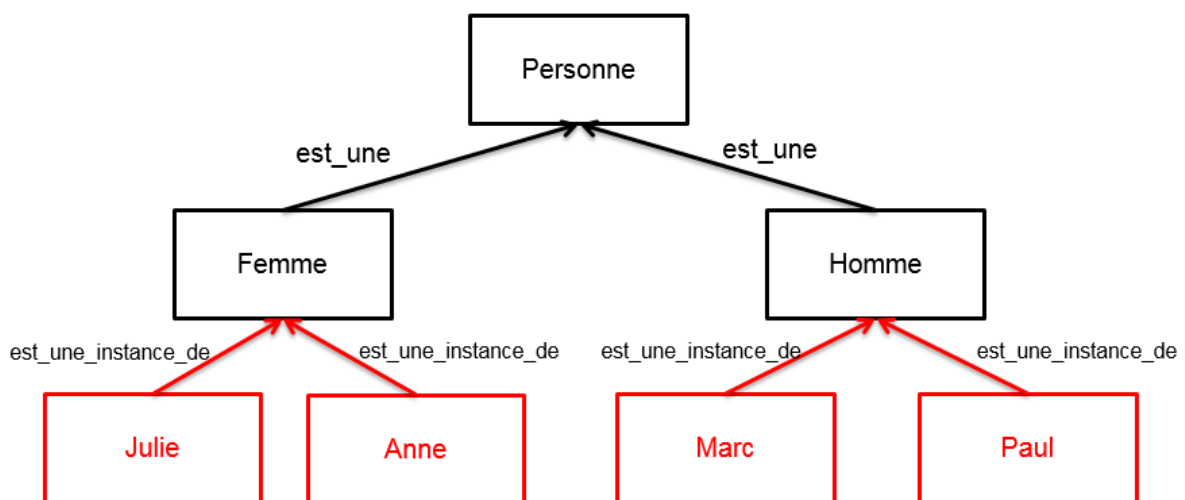 Personne
est_une
est_une
Femme
Homme
est_une_instance_de
est_une_instance_de
est_une_instance_de
est_une_instance_de
Julie
Anne
Marc
Paul